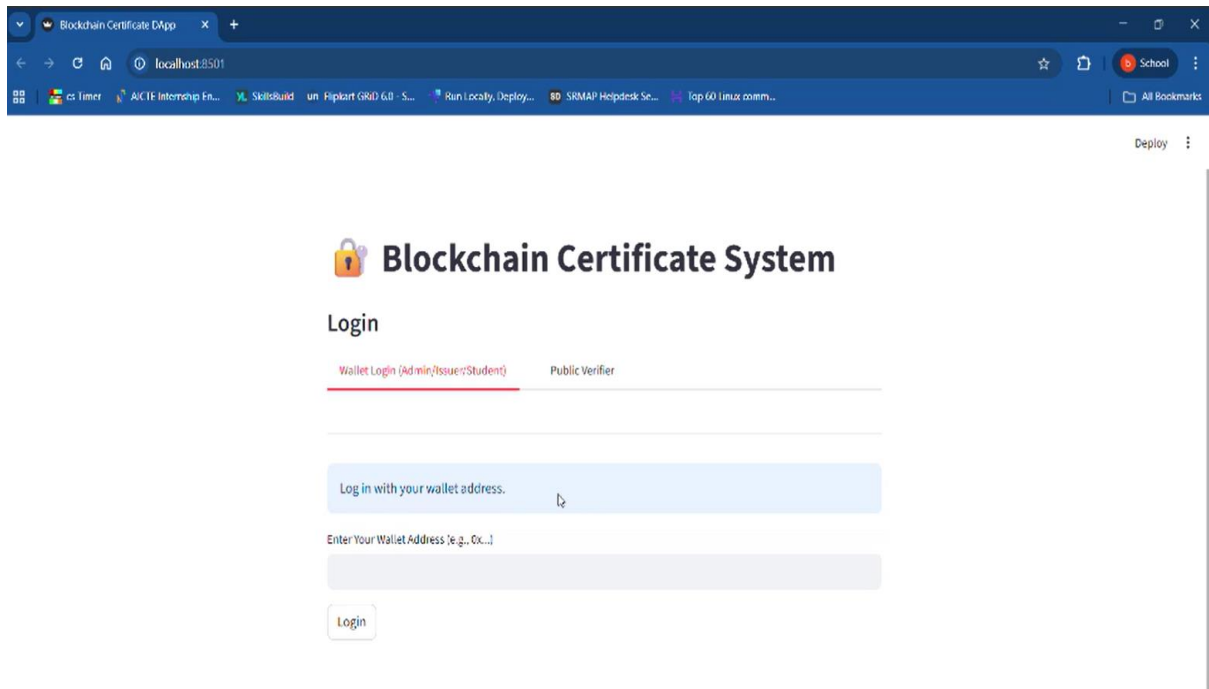 Blockchain Certificate DApp
localhost:8501
School
cs Timer
AICTE Internship En...
SkillsBuild
Flipkart GRiD 6.0 - S...
Run Locally, Deploy...
SRMAP Helpdesk Se...
Top 60 Linux comm...
All Bookmarks
Deploy
Blockchain Certificate System
Login
Wallet Login (Admin/Issuer/Student)
Public Verifier
Log in with your wallet address.
Enter Your Wallet Address (e.g., 0x...)
Login